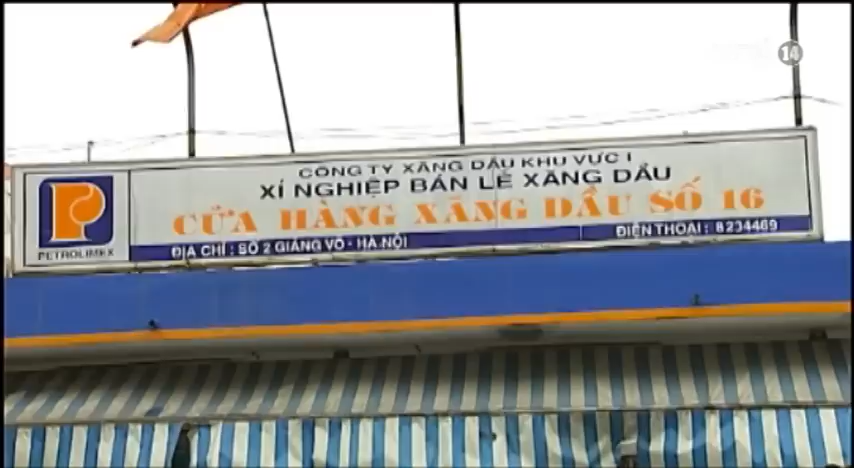 14
CÔNG TY XĂNG DẦU KHU VỰC I
XÍ NGHIỆP BÁN LẺ XĂNG DẦU
CỬA HÀNG XĂNG DẦU SỐ 16
PETROLIMEX
ĐỊA CHỈ : SỐ 2 GIẢNG VÕ - HÀ NỘI
ĐIỆN THOẠI : 8234469